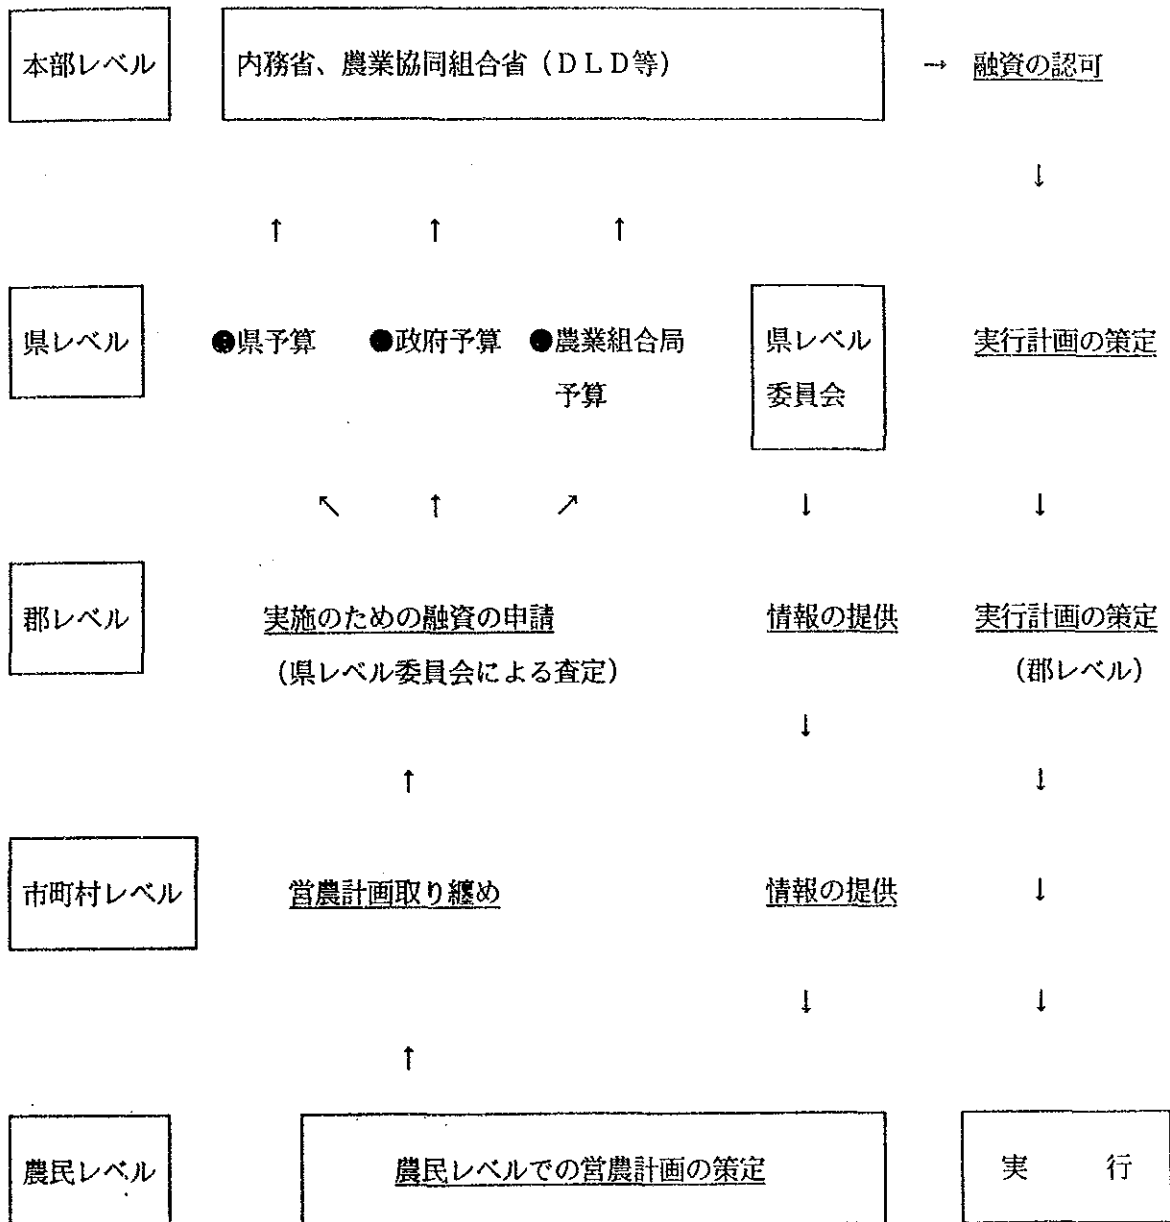 本部レベル 内務省、農業協同組合省（ＤＬＤ等） → 融資の認可
↓
↑ ↑ ↑
県レベル ●県予算 ●政府予算 ●農業組合局 県レベル 実行計画の策定
予算 委員会
↖ ↑ ↗ ↓ ↓
郡レベル 実施のための融資の申請 情報の提供 実行計画の策定
（県レベル委員会による査定） （郡レベル）
↓
↑ ↓
市町村レベル 営農計画取り纏め 情報の提供 ↓
↓ ↓
↑
農民レベル 農民レベルでの営農計画の策定 実 行